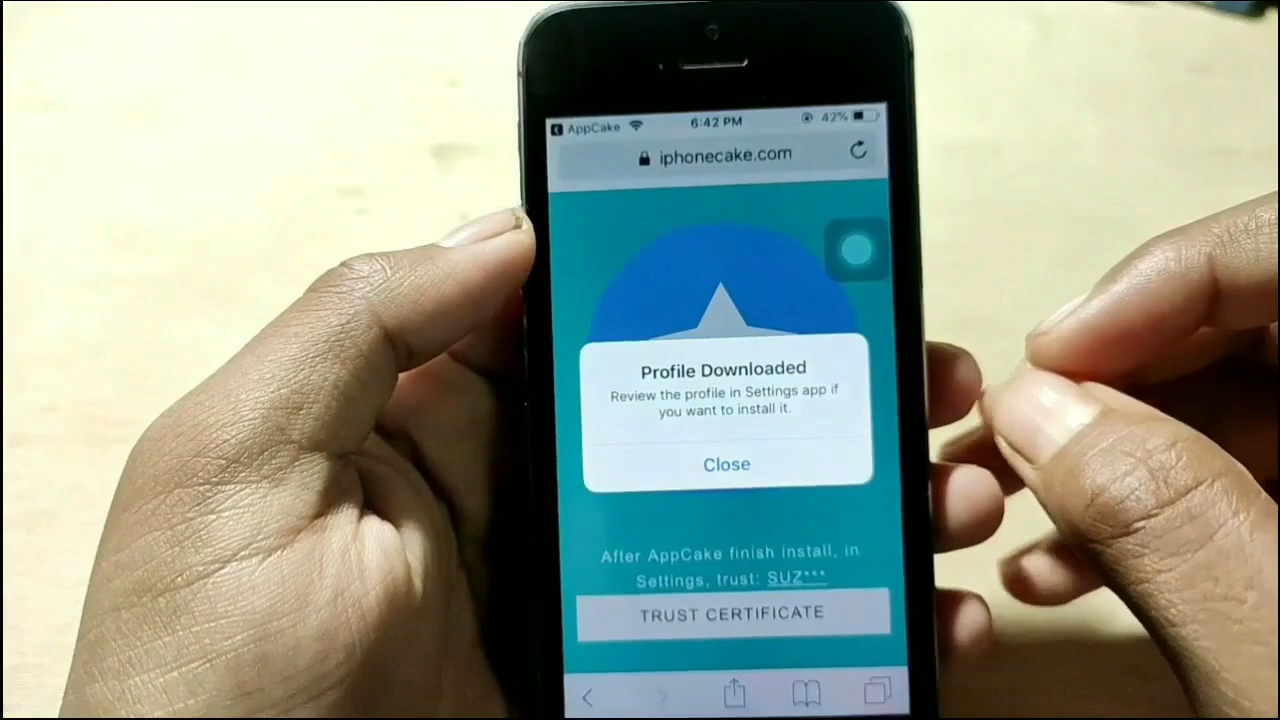 AppCake
6:42 PM
42%
iphonecake.com
Profile Downloaded
Review the profile in Settings app if
you want to install it.
Close
After AppCake finish install, in
Settings, trust: SUZ***
TRUST CERTIFICATE